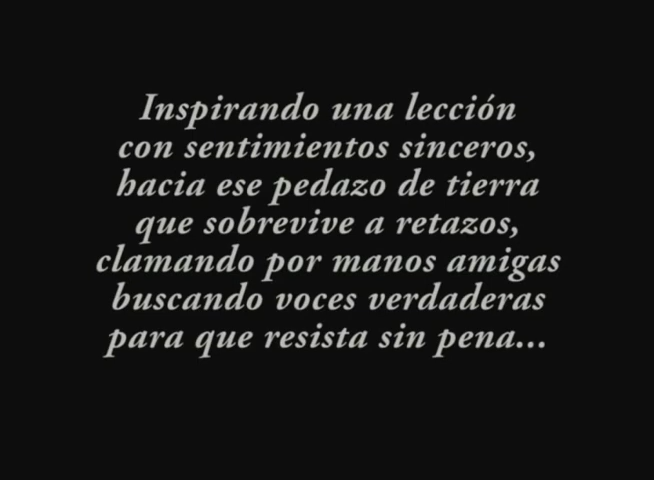 Inspirando una lección
con sentimientos sinceros,
hacia ese pedazo de tierra
que sobrevive a retazos,
clamando por manos amigas
buscando voces verdaderas
para que resista sin pena...